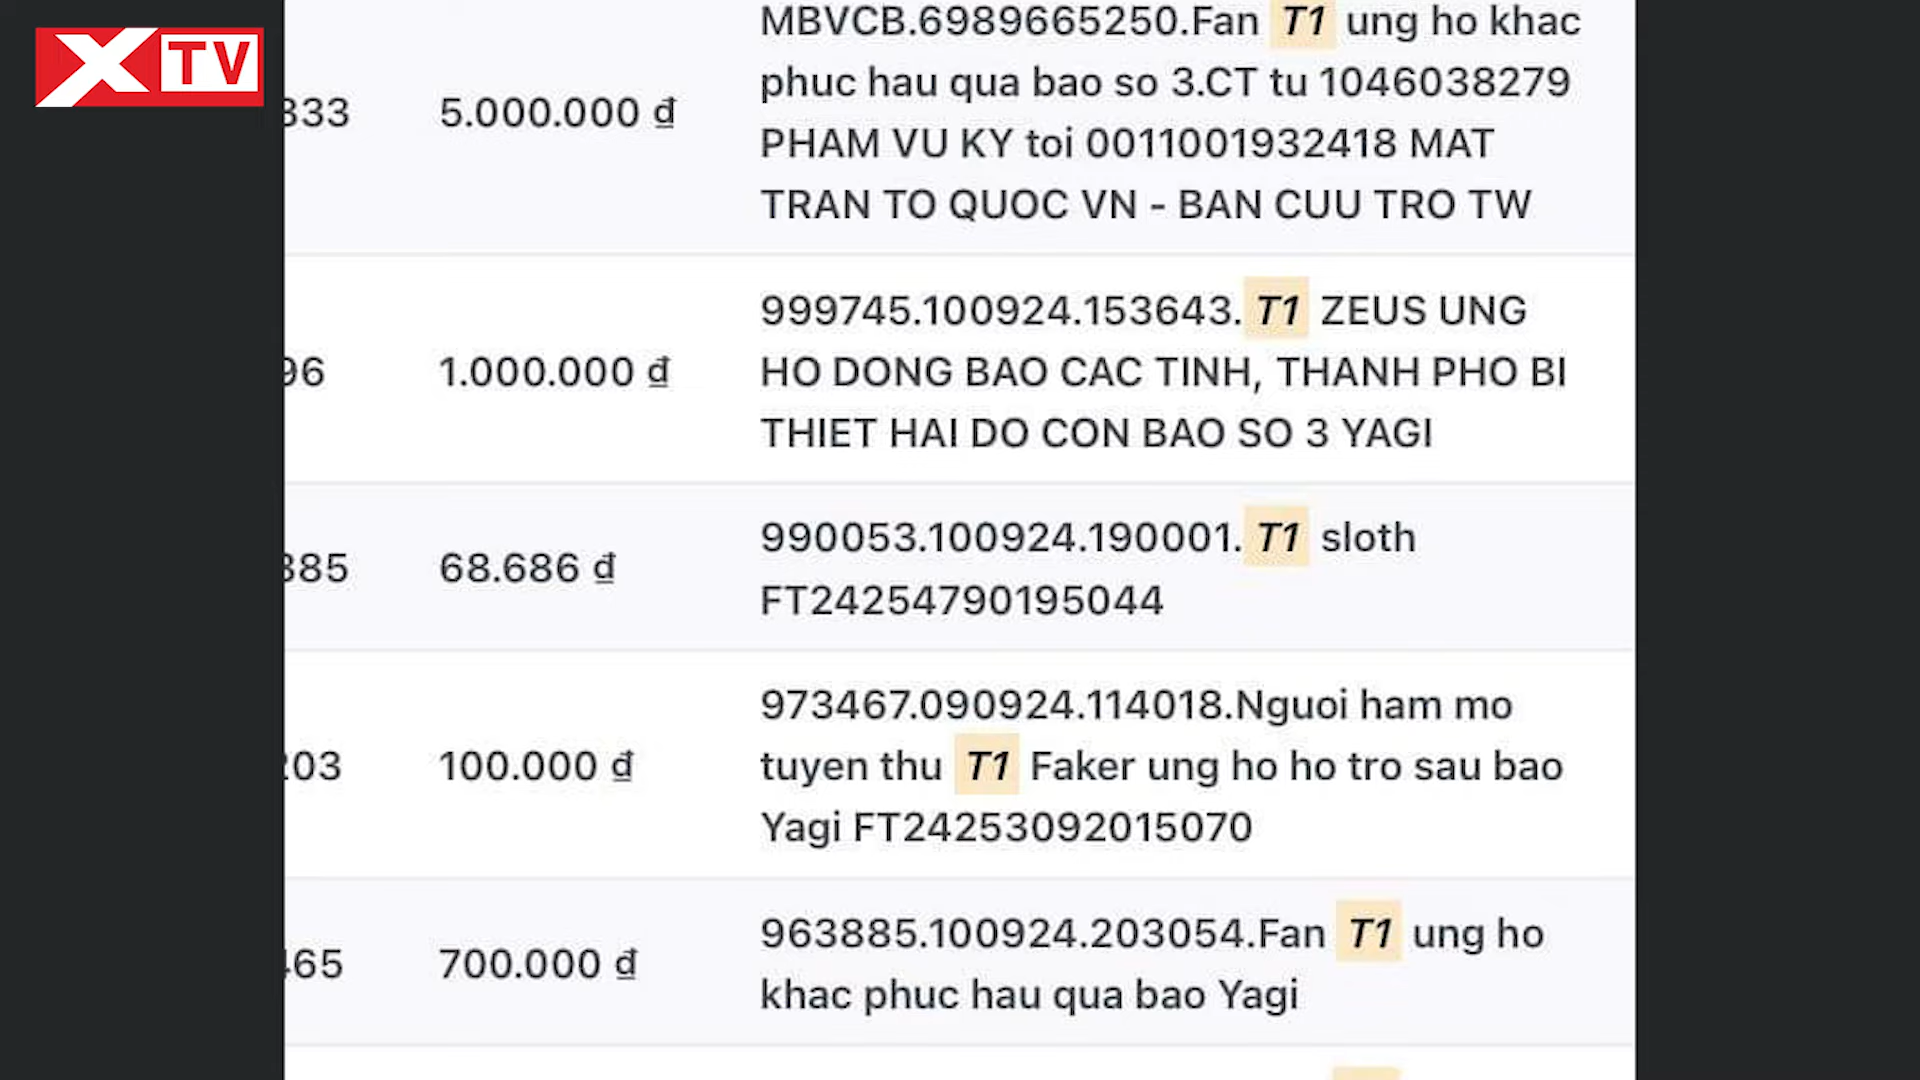 XTV
MBVCB.6989665250.Fan T1 ung ho khac
phuc hau qua bao so 3.CT tu 1046038279
333 5.000.000 ₫
PHAM VU KY toi 0011001932418 MAT
TRAN TO QUOC VN - BAN CUU TRO TW
999745.100924.153643. T1 ZEUS UNG
96 1.000.000 ₫ HO DONG BAO CAC TINH, THANH PHO BI
THIET HAI DO CON BAO SO 3 YAGI
990053.100924.190001. T1 sloth
385 68.686 ₫
FT24254790195044
973467.090924.114018.Nguoi ham mo
203 100.000 ₫ tuyen thu T1 Faker ung ho ho tro sau bao
Yagi FT24253092015070
963885.100924.203054.Fan T1 ung ho
465 700.000 ₫
khac phuc hau qua bao Yagi